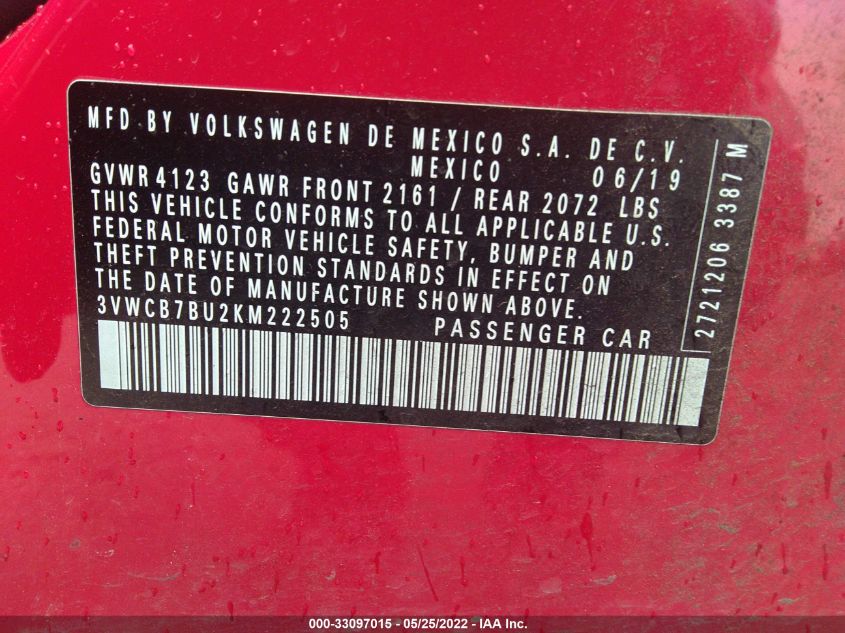 MFD BY VOLKSWAGEN DE MEXICO S.A. DE C.V.
MEXICO 06/19
GVWR 4123 GAWR FRONT 2161 / REAR 2072 LBS
THIS VEHICLE CONFORMS TO ALL APPLICABLE U.S.
FEDERAL MOTOR VEHICLE SAFETY, BUMPER AND
THEFT PREVENTION STANDARDS IN EFFECT ON
THE DATE OF MANUFACTURE SHOWN ABOVE.
3VWCB7BU2KM222505 PASSENGER CAR
2721206 3387 M
000-33097015 - 05/25/2022 - IAA Inc.